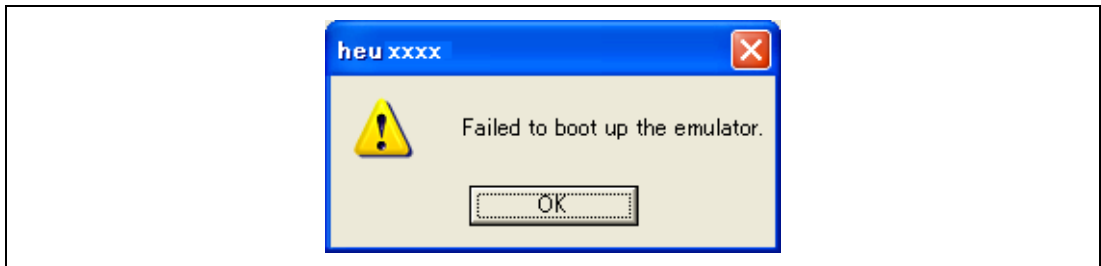 heu xxxx
Failed to boot up the emulator.
OK